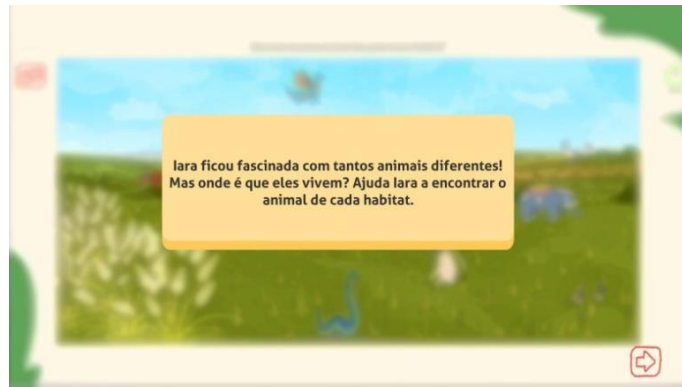 Iara ficou fascinada com tantos animais diferentes!
Mas onde é que eles vivem? Ajuda Iara a encontrar o
animal de cada habitat.